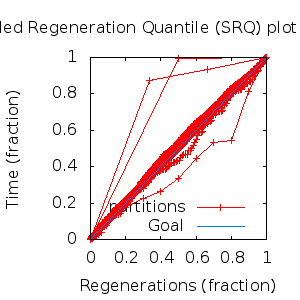 led Regeneration Quantile (SRQ) plot
1
0.8
0.6
0.4
0.2
0
Time (fraction)
partitions
Goal
0 0.2 0.4 0.6 0.8 1
Regenerations (fraction)